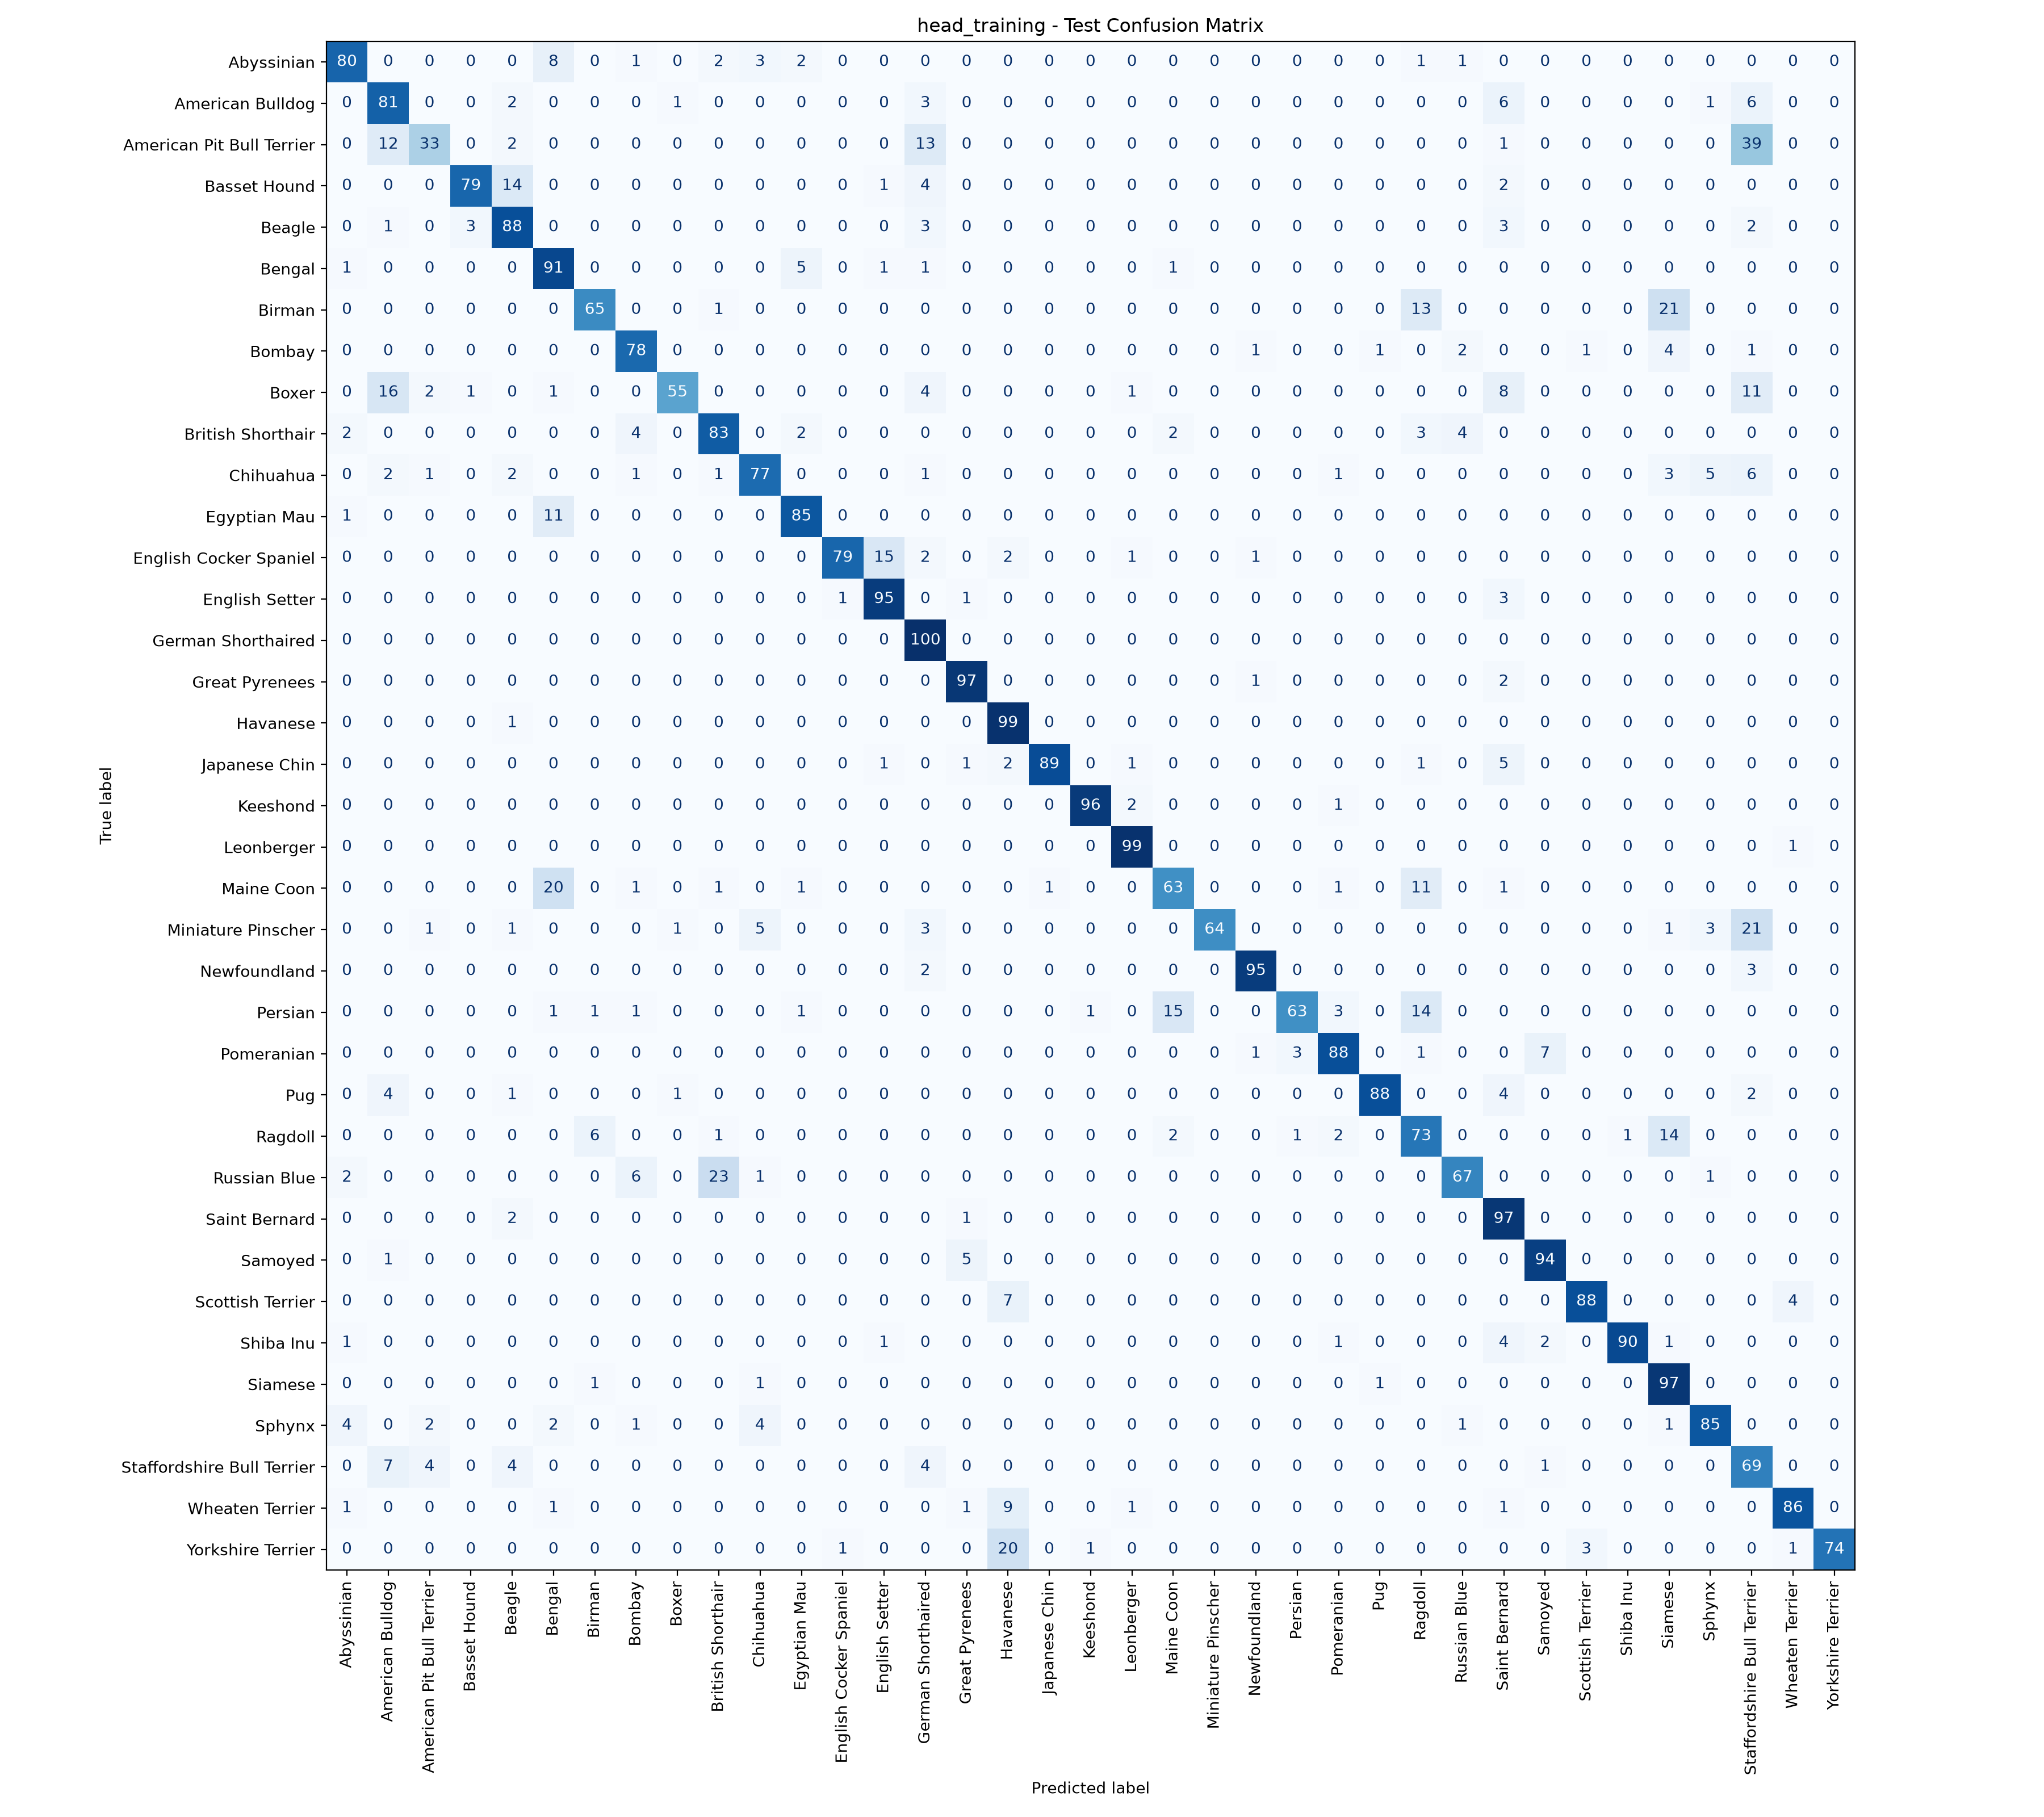 head_training - Test Confusion Matrix
Abyssinian 80 0 0 0 0 8 0 1 0 2 3 2 0 0 0 0 0 0 0 0 0 0 0 0 0 0 1 1 0 0 0 0 0 0 0 0 0
American Bulldog 0 81 0 0 2 0 0 0 1 0 0 0 0 0 3 0 0 0 0 0 0 0 0 0 0 0 0 0 6 0 0 0 0 1 6 0 0
American Pit Bull Terrier 0 12 33 0 2 0 0 0 0 0 0 0 0 0 13 0 0 0 0 0 0 0 0 0 0 0 0 0 1 0 0 0 0 0 39 0 0
Basset Hound 0 0 0 79 14 0 0 0 0 0 0 0 0 1 4 0 0 0 0 0 0 0 0 0 0 0 0 0 2 0 0 0 0 0 0 0 0
Beagle 0 1 0 3 88 0 0 0 0 0 0 0 0 0 3 0 0 0 0 0 0 0 0 0 0 0 0 0 3 0 0 0 0 0 2 0 0
Bengal 1 0 0 0 0 91 0 0 0 0 0 5 0 1 1 0 0 0 0 0 1 0 0 0 0 0 0 0 0 0 0 0 0 0 0 0 0
Birman 0 0 0 0 0 0 65 0 0 1 0 0 0 0 0 0 0 0 0 0 0 0 0 0 0 0 13 0 0 0 0 0 21 0 0 0 0
Bombay 0 0 0 0 0 0 0 78 0 0 0 0 0 0 0 0 0 0 0 0 0 0 1 0 0 1 0 2 0 0 1 0 4 0 1 0 0
Boxer 0 16 2 1 0 1 0 0 55 0 0 0 0 0 4 0 0 0 0 1 0 0 0 0 0 0 0 0 8 0 0 0 0 0 11 0 0
British Shorthair 2 0 0 0 0 0 0 4 0 83 0 2 0 0 0 0 0 0 0 0 2 0 0 0 0 0 3 4 0 0 0 0 0 0 0 0 0
Chihuahua 0 2 1 0 2 0 0 1 0 1 77 0 0 0 1 0 0 0 0 0 0 0 0 0 1 0 0 0 0 0 0 0 3 5 6 0 0
Egyptian Mau 1 0 0 0 0 11 0 0 0 0 0 85 0 0 0 0 0 0 0 0 0 0 0 0 0 0 0 0 0 0 0 0 0 0 0 0 0
English Cocker Spaniel 0 0 0 0 0 0 0 0 0 0 0 0 79 15 2 0 2 0 0 1 0 0 1 0 0 0 0 0 0 0 0 0 0 0 0 0 0
English Setter 0 0 0 0 0 0 0 0 0 0 0 0 1 95 0 1 0 0 0 0 0 0 0 0 0 0 0 0 3 0 0 0 0 0 0 0 0
German Shorthaired 0 0 0 0 0 0 0 0 0 0 0 0 0 0 100 0 0 0 0 0 0 0 0 0 0 0 0 0 0 0 0 0 0 0 0 0 0
Great Pyrenees 0 0 0 0 0 0 0 0 0 0 0 0 0 0 0 97 0 0 0 0 0 0 1 0 0 0 0 0 2 0 0 0 0 0 0 0 0
Havanese 0 0 0 0 1 0 0 0 0 0 0 0 0 0 0 0 99 0 0 0 0 0 0 0 0 0 0 0 0 0 0 0 0 0 0 0 0
Japanese Chin 0 0 0 0 0 0 0 0 0 0 0 0 0 1 0 1 2 89 0 1 0 0 0 0 0 0 1 0 5 0 0 0 0 0 0 0 0
Keeshond 0 0 0 0 0 0 0 0 0 0 0 0 0 0 0 0 0 0 96 2 0 0 0 0 1 0 0 0 0 0 0 0 0 0 0 0 0
Leonberger 0 0 0 0 0 0 0 0 0 0 0 0 0 0 0 0 0 0 0 99 0 0 0 0 0 0 0 0 0 0 0 0 0 0 0 1 0
Maine Coon 0 0 0 0 0 20 0 1 0 1 0 1 0 0 0 0 0 1 0 0 63 0 0 0 1 0 11 0 1 0 0 0 0 0 0 0 0
Miniature Pinscher 0 0 1 0 1 0 0 0 1 0 5 0 0 0 3 0 0 0 0 0 0 64 0 0 0 0 0 0 0 0 0 0 1 3 21 0 0
Newfoundland 0 0 0 0 0 0 0 0 0 0 0 0 0 0 2 0 0 0 0 0 0 0 95 0 0 0 0 0 0 0 0 0 0 0 3 0 0
Persian 0 0 0 0 0 1 1 1 0 0 0 1 0 0 0 0 0 0 1 0 15 0 0 63 3 0 14 0 0 0 0 0 0 0 0 0 0
Pomeranian 0 0 0 0 0 0 0 0 0 0 0 0 0 0 0 0 0 0 0 0 0 0 1 3 88 0 1 0 0 7 0 0 0 0 0 0 0
Pug 0 4 0 0 1 0 0 0 1 0 0 0 0 0 0 0 0 0 0 0 0 0 0 0 0 88 0 0 4 0 0 0 0 0 2 0 0
Ragdoll 0 0 0 0 0 0 6 0 0 1 0 0 0 0 0 0 0 0 0 0 2 0 0 1 2 0 73 0 0 0 0 1 14 0 0 0 0
Russian Blue 2 0 0 0 0 0 0 6 0 23 1 0 0 0 0 0 0 0 0 0 0 0 0 0 0 0 0 67 0 0 0 0 0 1 0 0 0
Saint Bernard 0 0 0 0 2 0 0 0 0 0 0 0 0 0 0 1 0 0 0 0 0 0 0 0 0 0 0 0 97 0 0 0 0 0 0 0 0
Samoyed 0 1 0 0 0 0 0 0 0 0 0 0 0 0 0 5 0 0 0 0 0 0 0 0 0 0 0 0 0 94 0 0 0 0 0 0 0
Scottish Terrier 0 0 0 0 0 0 0 0 0 0 0 0 0 0 0 0 7 0 0 0 0 0 0 0 0 0 0 0 0 0 88 0 0 0 0 4 0
Shiba Inu 1 0 0 0 0 0 0 0 0 0 0 0 0 1 0 0 0 0 0 0 0 0 0 0 1 0 0 0 4 2 0 90 1 0 0 0 0
Siamese 0 0 0 0 0 0 1 0 0 0 1 0 0 0 0 0 0 0 0 0 0 0 0 0 0 1 0 0 0 0 0 0 97 0 0 0 0
Sphynx 4 0 2 0 0 2 0 1 0 0 4 0 0 0 0 0 0 0 0 0 0 0 0 0 0 0 0 1 0 0 0 0 1 85 0 0 0
Staffordshire Bull Terrier 0 7 4 0 4 0 0 0 0 0 0 0 0 0 4 0 0 0 0 0 0 0 0 0 0 0 0 0 0 1 0 0 0 0 69 0 0
Wheaten Terrier 1 0 0 0 0 1 0 0 0 0 0 0 0 0 0 1 9 0 0 1 0 0 0 0 0 0 0 0 1 0 0 0 0 0 0 86 0
Yorkshire Terrier 0 0 0 0 0 0 0 0 0 0 0 0 1 0 0 0 20 0 1 0 0 0 0 0 0 0 0 0 0 0 3 0 0 0 0 1 74
True label
Abyssinian
American Bulldog
American Pit Bull Terrier
Basset Hound
Beagle
Bengal
Birman
Bombay
Boxer
British Shorthair
Chihuahua
Egyptian Mau
English Cocker Spaniel
English Setter
German Shorthaired
Great Pyrenees
Havanese
Japanese Chin
Keeshond
Leonberger
Maine Coon
Miniature Pinscher
Newfoundland
Persian
Pomeranian
Pug
Ragdoll
Russian Blue
Saint Bernard
Samoyed
Scottish Terrier
Shiba Inu
Siamese
Sphynx
Staffordshire Bull Terrier
Wheaten Terrier
Yorkshire Terrier
Predicted label